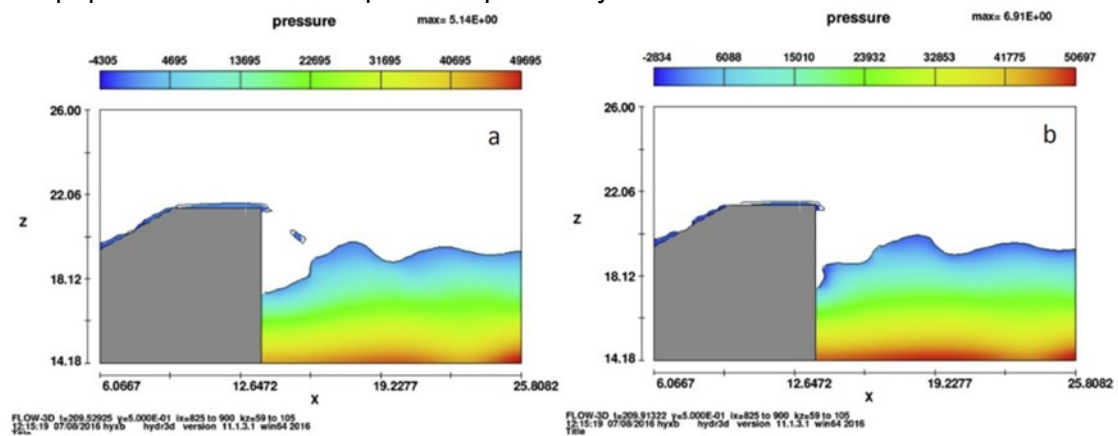 pressure max= 5.14E+00
-4305 4695 13695 22695 31695 40695 49695
26.00
a
22.06
z
18.12
14.18
6.0667 12.6472 19.2277 25.8082
x
FLOW-3D t=209.52925 y=5.000E-01 ix=825 to 900 kz=59 to 105
12:15:19 07/08/2016 hyxb hydr3d version 11.1.3.1 win64 2016
Title
pressure max= 6.91E+00
-2834 6088 15010 23932 32853 41775 50697
26.00
b
22.06
z
18.12
14.18
6.0667 12.6472 19.2277 25.8082
x
FLOW-3D t=209.91322 y=5.000E-01 ix=825 to 900 kz=59 to 105
12:15:19 07/08/2016 hyxb hydr3d version 11.1.3.1 win64 2016
Title